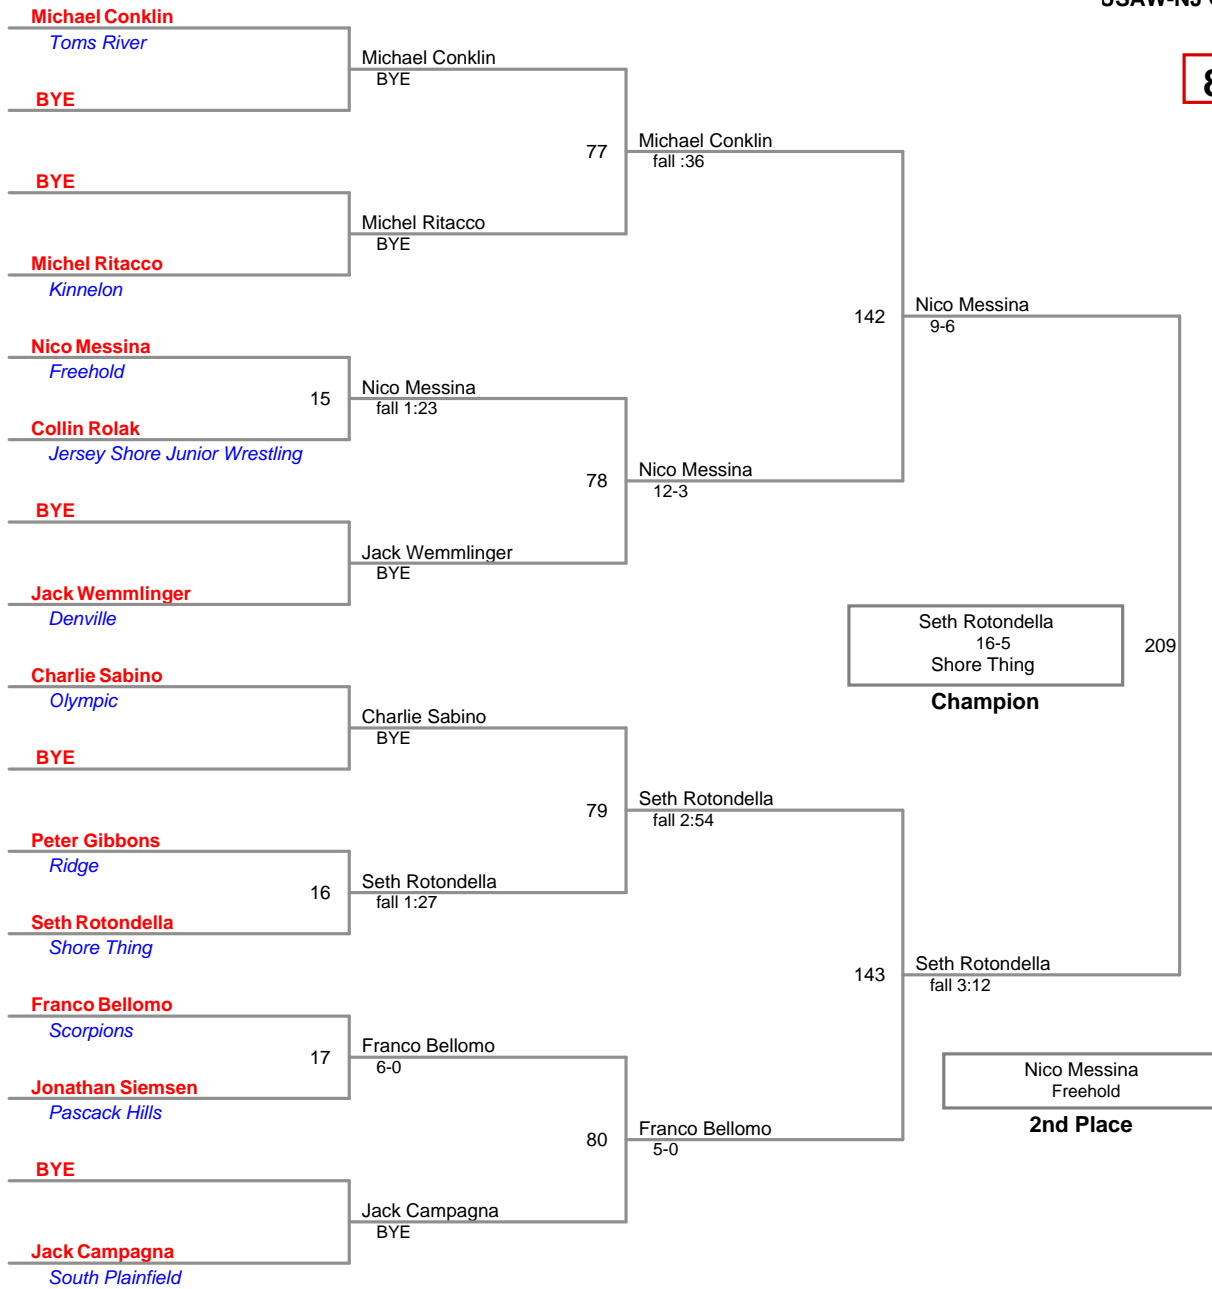 USAW-NJ
8
Michael Conklin
Toms River
BYE
BYE
Michel Ritacco
Kinnelon
Nico Messina
Freehold
Collin Rolak
Jersey Shore Junior Wrestling
BYE
Jack Wemmlinger
Denville
Charlie Sabino
Olympic
BYE
Peter Gibbons
Ridge
Seth Rotondella
Shore Thing
Franco Bellomo
Scorpions
Jonathan Siemsen
Pascack Hills
BYE
Jack Campagna
South Plainfield
Michael Conklin
BYE
Michel Ritacco
BYE
15
Nico Messina
fall 1:23
Jack Wemmlinger
BYE
Charlie Sabino
BYE
16
Seth Rotondella
fall 1:27
17
Franco Bellomo
6-0
Jack Campagna
BYE
77
Michael Conklin
fall :36
78
Nico Messina
12-3
79
Seth Rotondella
fall 2:54
80
Franco Bellomo
5-0
142
Nico Messina
9-6
143
Seth Rotondella
fall 3:12
209
Seth Rotondella
16-5
Shore Thing
Champion
Nico Messina
Freehold
2nd Place